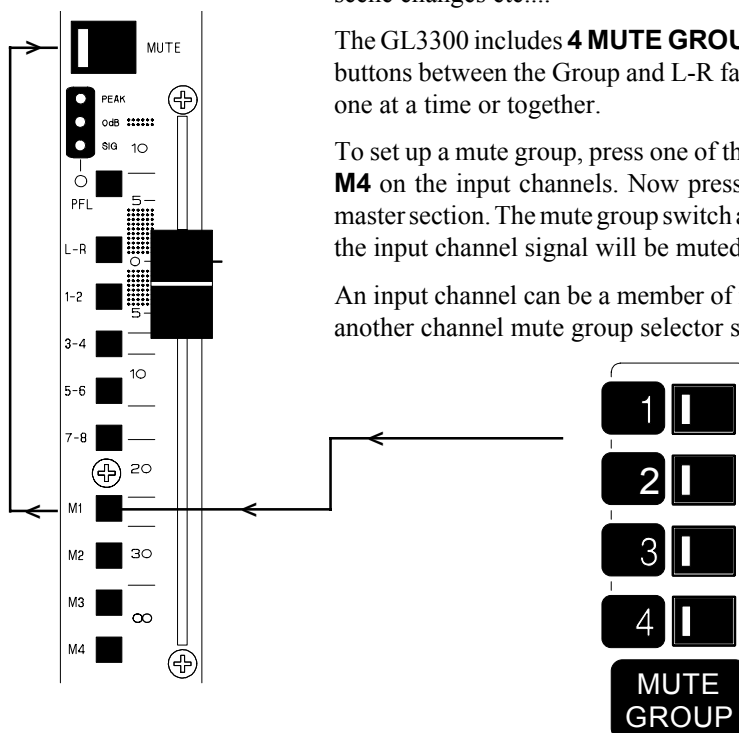 scene changes etc....
The GL3300 includes 4 MUTE GROU
buttons between the Group and L-R fa
one at a time or together.
To set up a mute group, press one of th
M4 on the input channels. Now press
master section. The mute group switch a
the input channel signal will be muted
An input channel can be a member of
another channel mute group selector s
MUTE
PEAK
0dB
SIG 10
PFL
5
L-R
0
1-2
5
3-4
10
5-6
7-8
20
M1
M2 30
M3
∞
M4
1
2
3
4
MUTE
GROUP